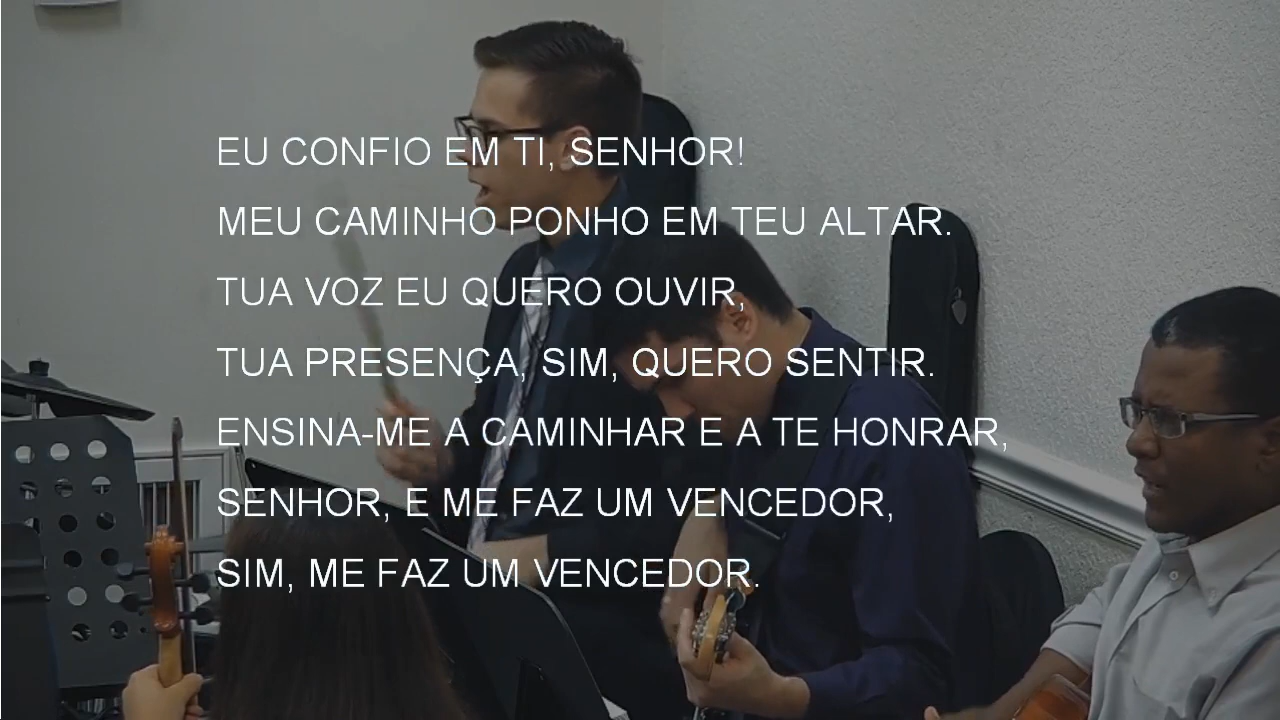 EU CONFIO EM TI, SENHOR!
MEU CAMINHO PONHO EM TEU ALTAR.
TUA VOZ EU QUERO OUVIR,
TUA PRESENÇA, SIM, QUERO SENTIR.
ENSINA-ME A CAMINHAR E A TE HONRAR,
SENHOR, E ME FAZ UM VENCEDOR,
SIM, ME FAZ UM VENCEDOR.